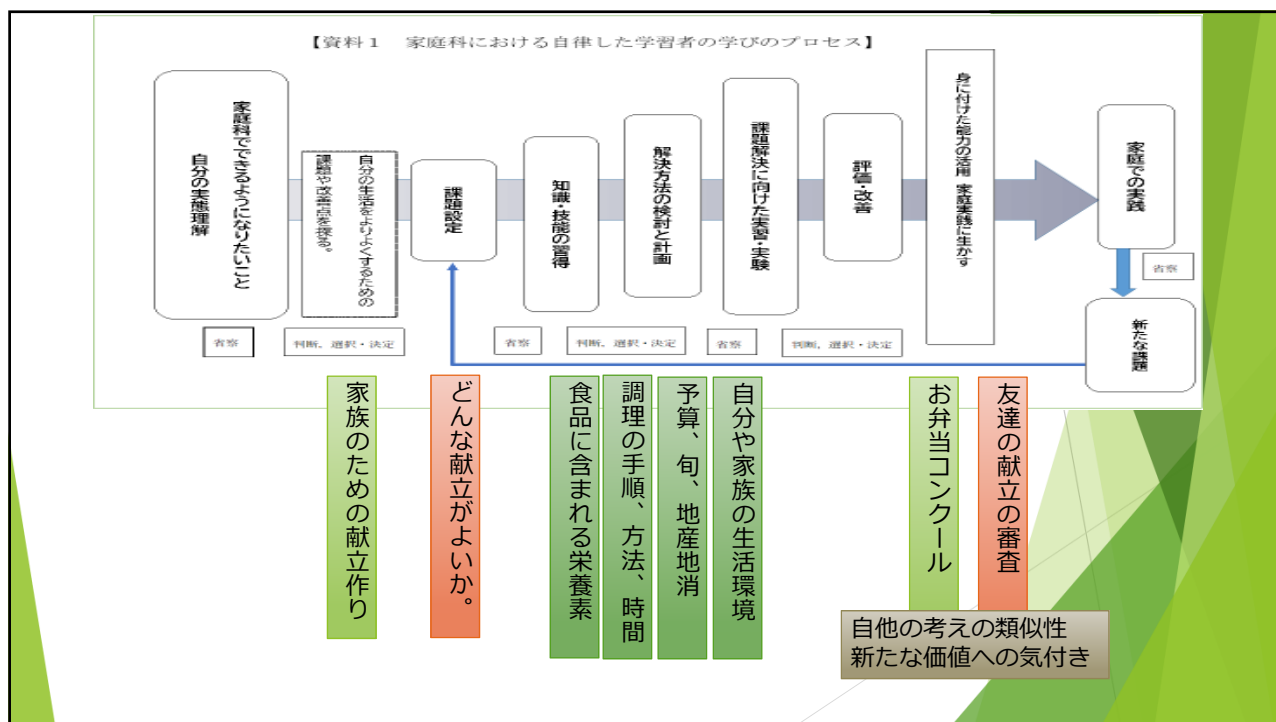 【資料１　家庭科における自律した学習者の学びのプロセス】
家庭科でできるようになりたいこと
自分の実態理解
自分の生活をよりよくするための
課題や改善点を探る。
課題設定
知識・技能の習得
解決方法の検討と計画
課題解決に向けた実習・実験
評価・改善
身に付けた能力の活用　家庭実践に生かす
家庭での実践
省察
新たな課題
省察
判断，選択・決定
省察
判断，選択・決定
省察
判断，選択・決定
家族のための献立作り
どんな献立がよいか。
食品に含まれる栄養素
調理の手順、方法、時間
予算、旬、地産地消
自分や家族の生活環境
お弁当コンクール
友達の献立の審査
自他の考えの類似性
新たな価値への気付き